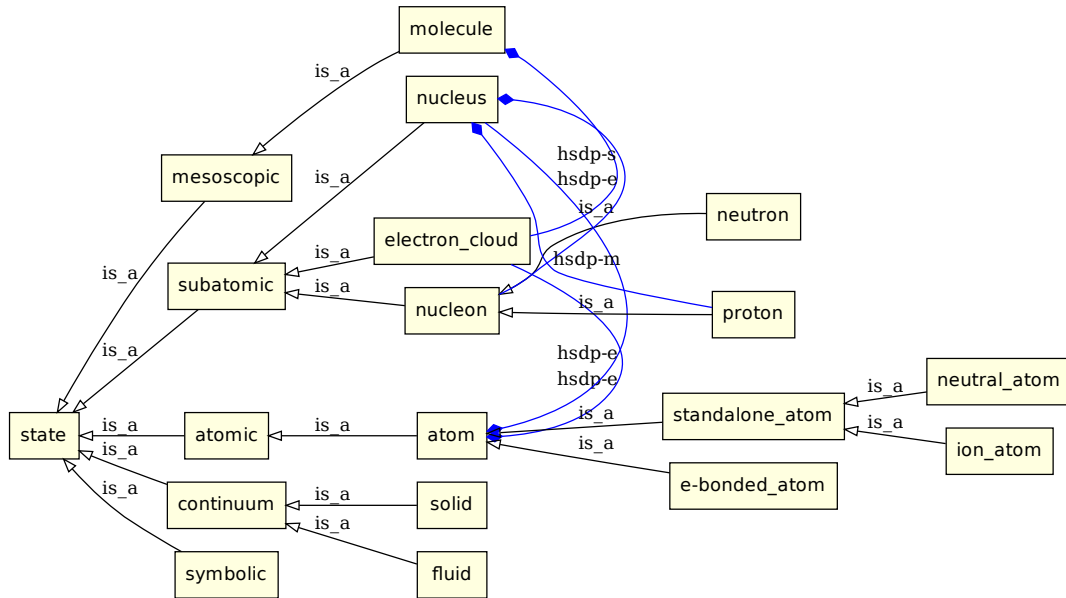 molecule
is_a
nucleus
hsdp-s
mesoscopic
is_a
hsdp-e
is_a
neutron
electron_cloud
is_a
is_a
hsdp-m
subatomic
is_a
nucleon
is_a
proton
is_a
hsdp-e
hsdp-e
is_a
neutral_atom
standalone_atom
is_a
state
is_a
atomic
is_a
atom
is_a
is_a
ion_atom
is_a
e-bonded_atom
is_a
continuum
is_a
solid
is_a
symbolic
fluid